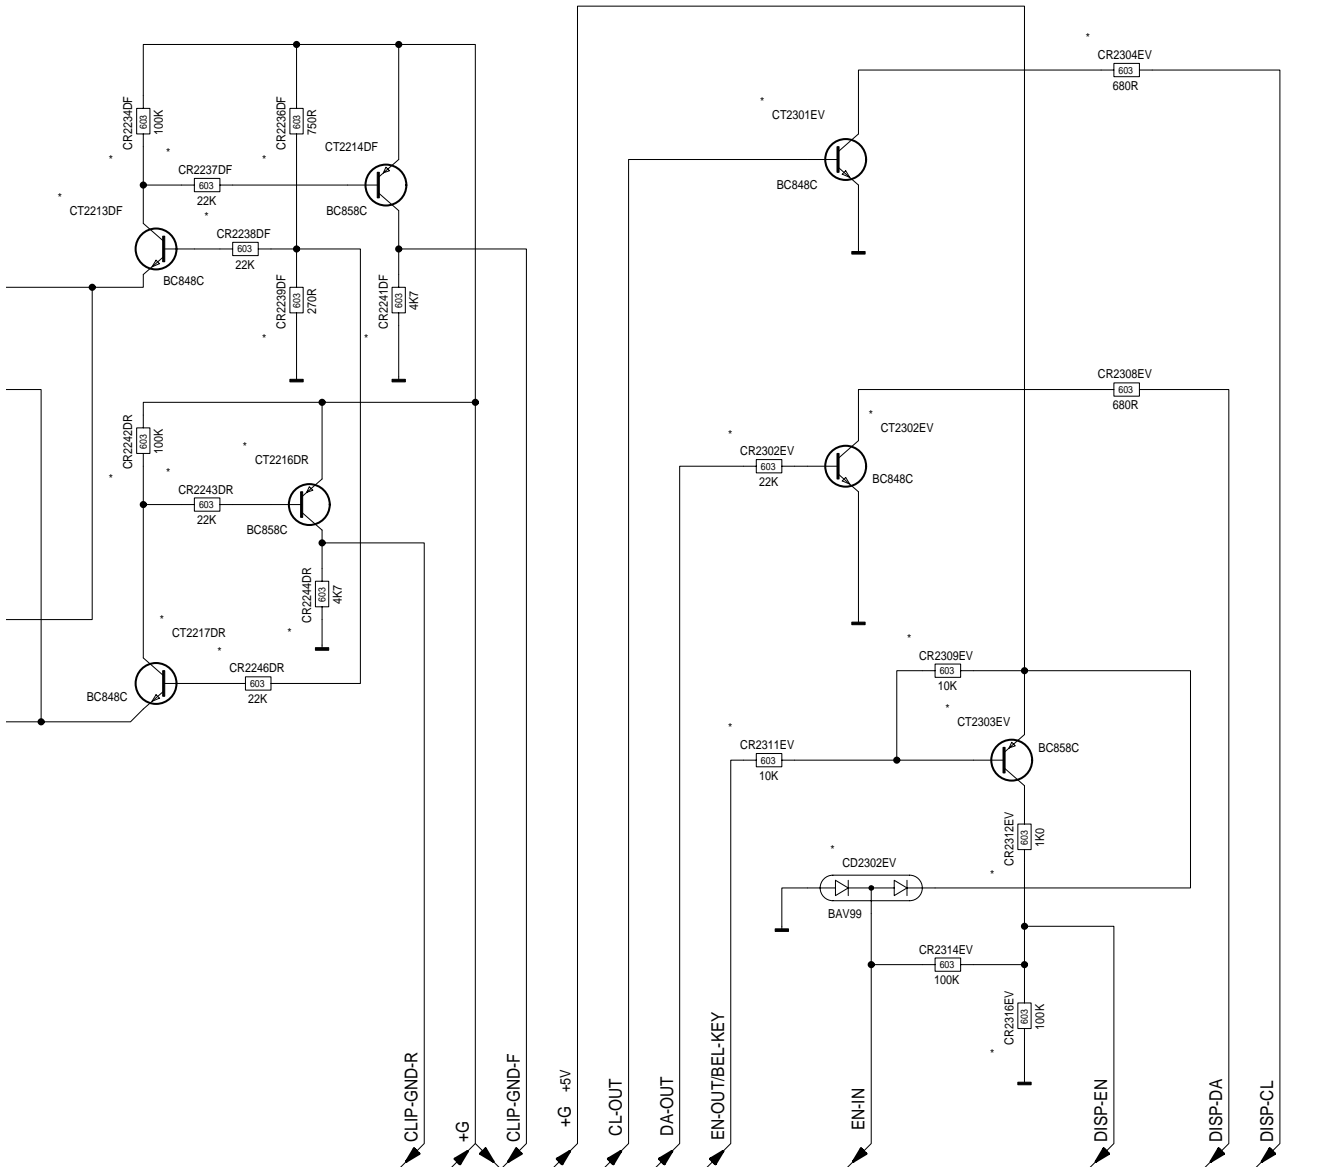 CR2234DF
603
100K
CR2236DF
603
750R
CT2214DF
BC858C
CR2237DF
603
22K
CT2213DF
BC848C
CR2238DF
603
22K
CR2239DF
603
270R
CR2241DF
603
4K7
CR2242DR
603
100K
CT2216DR
BC858C
CR2243DR
603
22K
CR2244DR
603
4K7
CT2217DR
BC848C
CR2246DR
603
22K
CR2304EV
603
680R
CT2301EV
BC848C
CR2308EV
603
680R
CT2302EV
BC848C
CR2302EV
603
22K
CR2309EV
603
10K
CT2303EV
BC858C
CR2311EV
603
10K
CR2312EV
603
1K0
CD2302EV
BAV99
CR2314EV
603
100K
CR2316EV
603
100K
CLIP-GND-R
+G
CLIP-GND-F
+G +5V
CL-OUT
DA-OUT
EN-OUT/BEL-KEY
EN-IN
DISP-EN
DISP-DA
DISP-CL